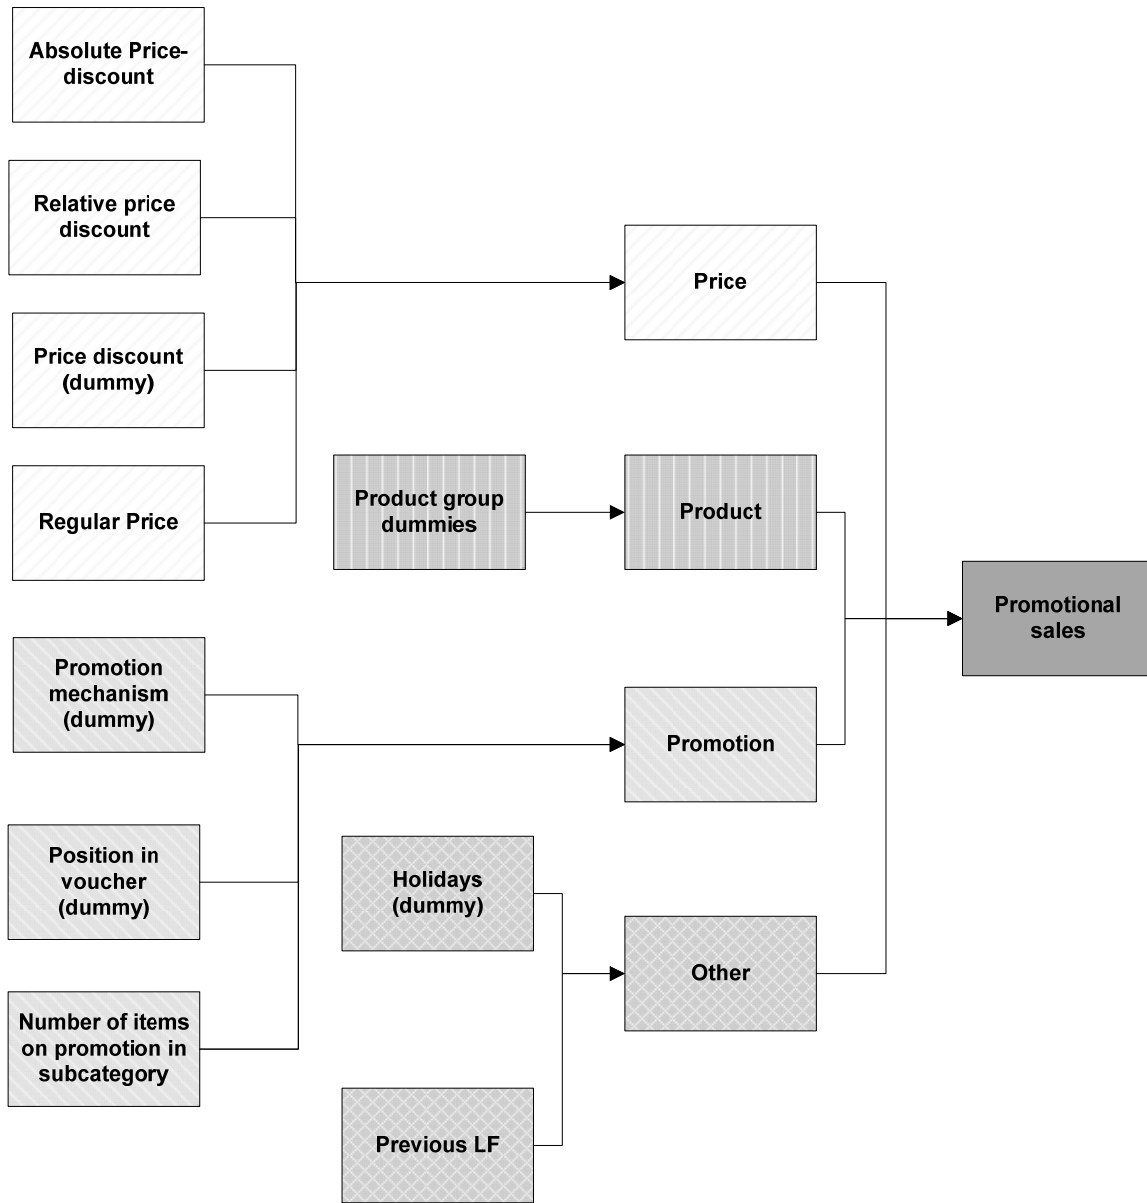 Absolute Price-
discount
Relative price
discount
Price
Price discount
(dummy)
Product group
dummies
Product
Regular Price
Promotional
sales
Promotion
mechanism
(dummy)
Promotion
Position in
voucher
(dummy)
Holidays
(dummy)
Other
Number of items
on promotion in
subcategory
Previous LF